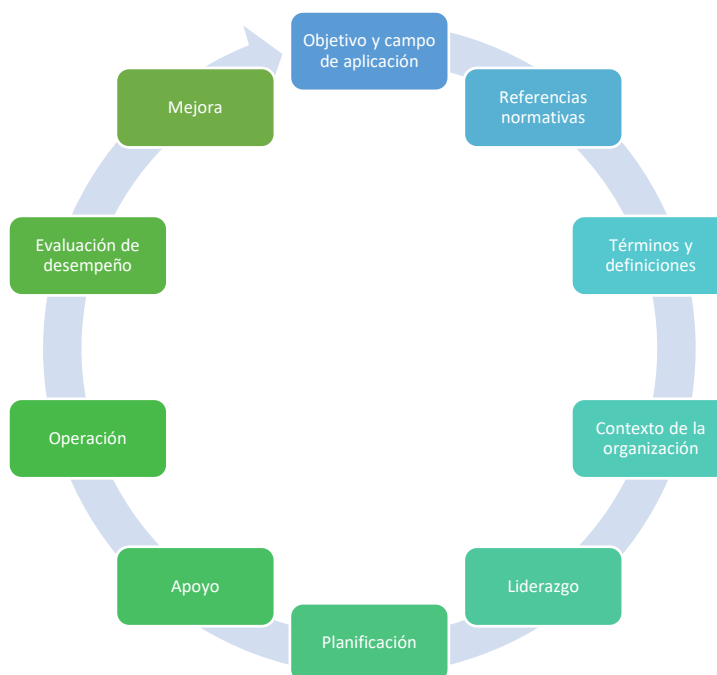 Objetivo y campo
de aplicación
Referencias
normativas
Términos y
definiciones
Contexto de la
organización
Liderazgo
Planificación
Apoyo
Operación
Evaluación de
desempeño
Mejora